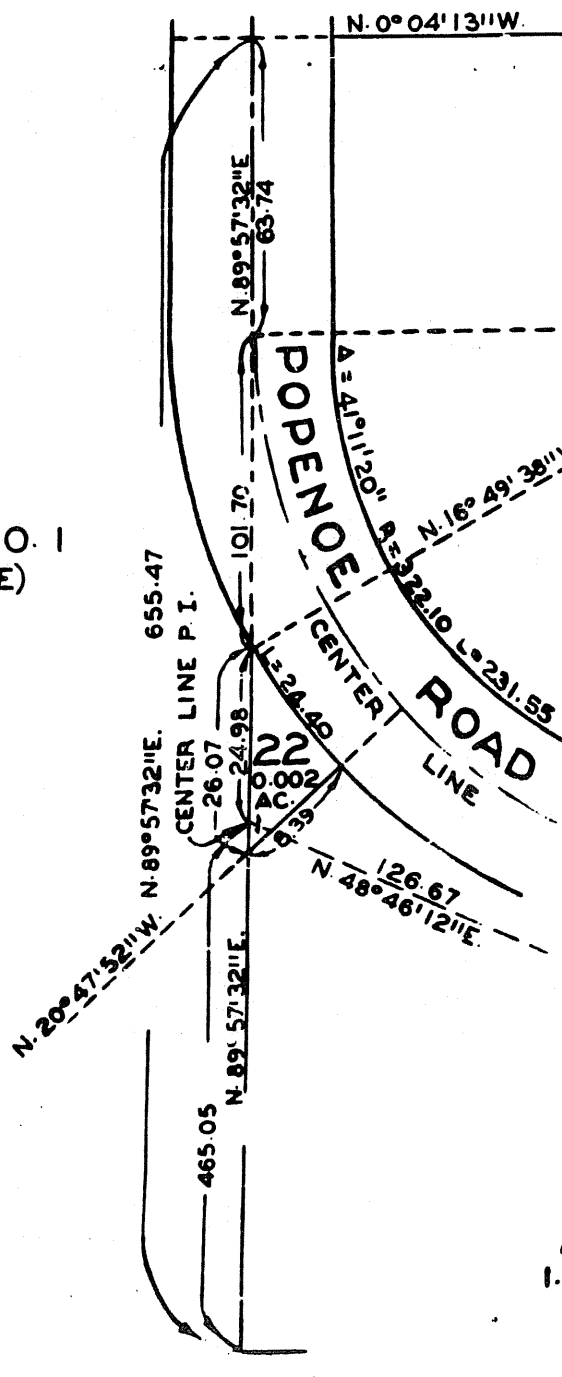 N. 0° 04' 13" W.
N. 89° 57' 32" E
63.74
POPENOE
Δ = 41° 11' 20" R = 322.10 L = 231.55
N. 16° 49' 38"
101.70
O. 1
655.47
CENTER LINE P. I.
N. 89° 57' 32" E.
CENTER
LINE
ROAD
L = 24.40
26.07
24.98
22
0.002
AC.
8.39
126.67
N. 48° 46' 12" E.
N. 20° 47' 52" W.
N. 89° 57' 32" E.
465.05
1.